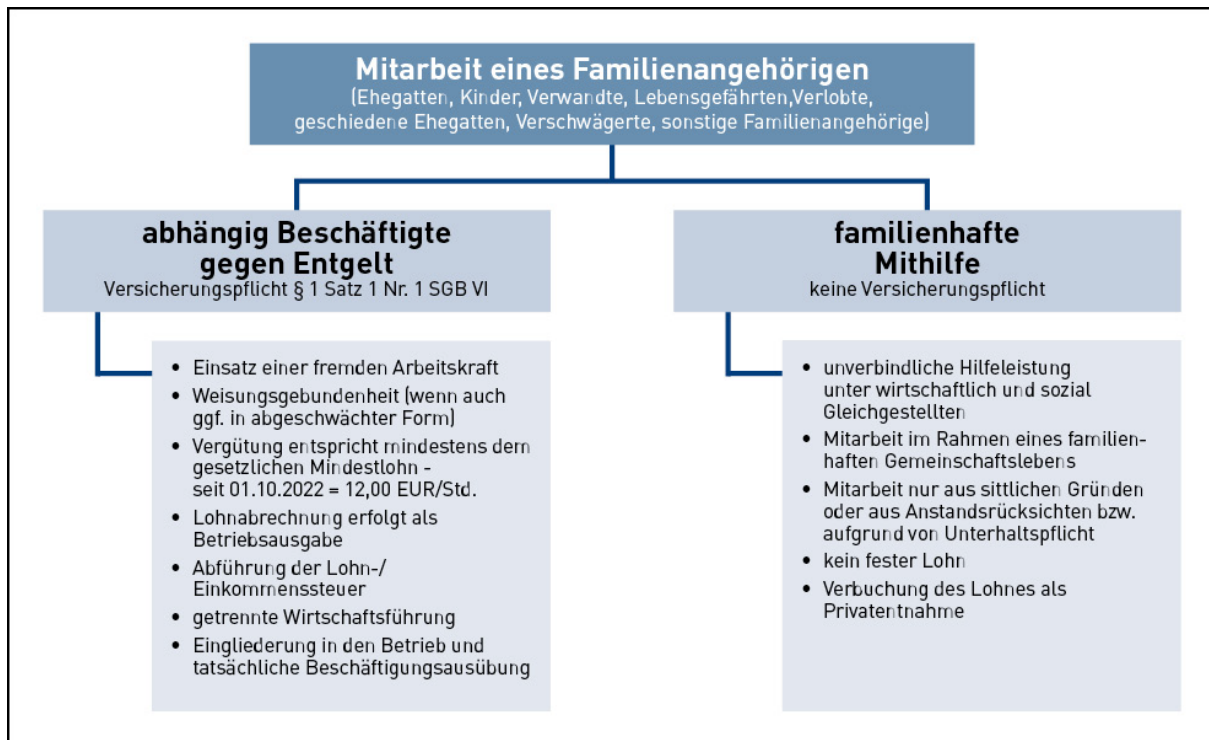 Mitarbeit eines Familienangehörigen
(Ehegatten, Kinder, Verwandte, Lebensgefährten,Verlobte,
geschiedene Ehegatten, Verschwägerte, sonstige Familienangehörige)
abhängig Beschäftigte
gegen Entgelt
Versicherungspflicht § 1 Satz 1 Nr. 1 SGB VI
• Einsatz einer fremden Arbeitskraft
• Weisungsgebundenheit (wenn auch
ggf. in abgeschwächter Form)
• Vergütung entspricht mindestens dem
gesetzlichen Mindestlohn -
seit 01.10.2022 = 12,00 EUR/Std.
• Lohnabrechnung erfolgt als
Betriebsausgabe
• Abführung der Lohn-/
Einkommenssteuer
• getrennte Wirtschaftsführung
• Eingliederung in den Betrieb und
tatsächliche Beschäftigungsausübung
familienhafte
Mithilfe
keine Versicherungspflicht
• unverbindliche Hilfeleistung
unter wirtschaftlich und sozial
Gleichgestellten
• Mitarbeit im Rahmen eines familien-
haften Gemeinschaftslebens
• Mitarbeit nur aus sittlichen Gründen
oder aus Anstandsrücksichten bzw.
aufgrund von Unterhaltspflicht
• kein fester Lohn
• Verbuchung des Lohnes als
Privatentnahme